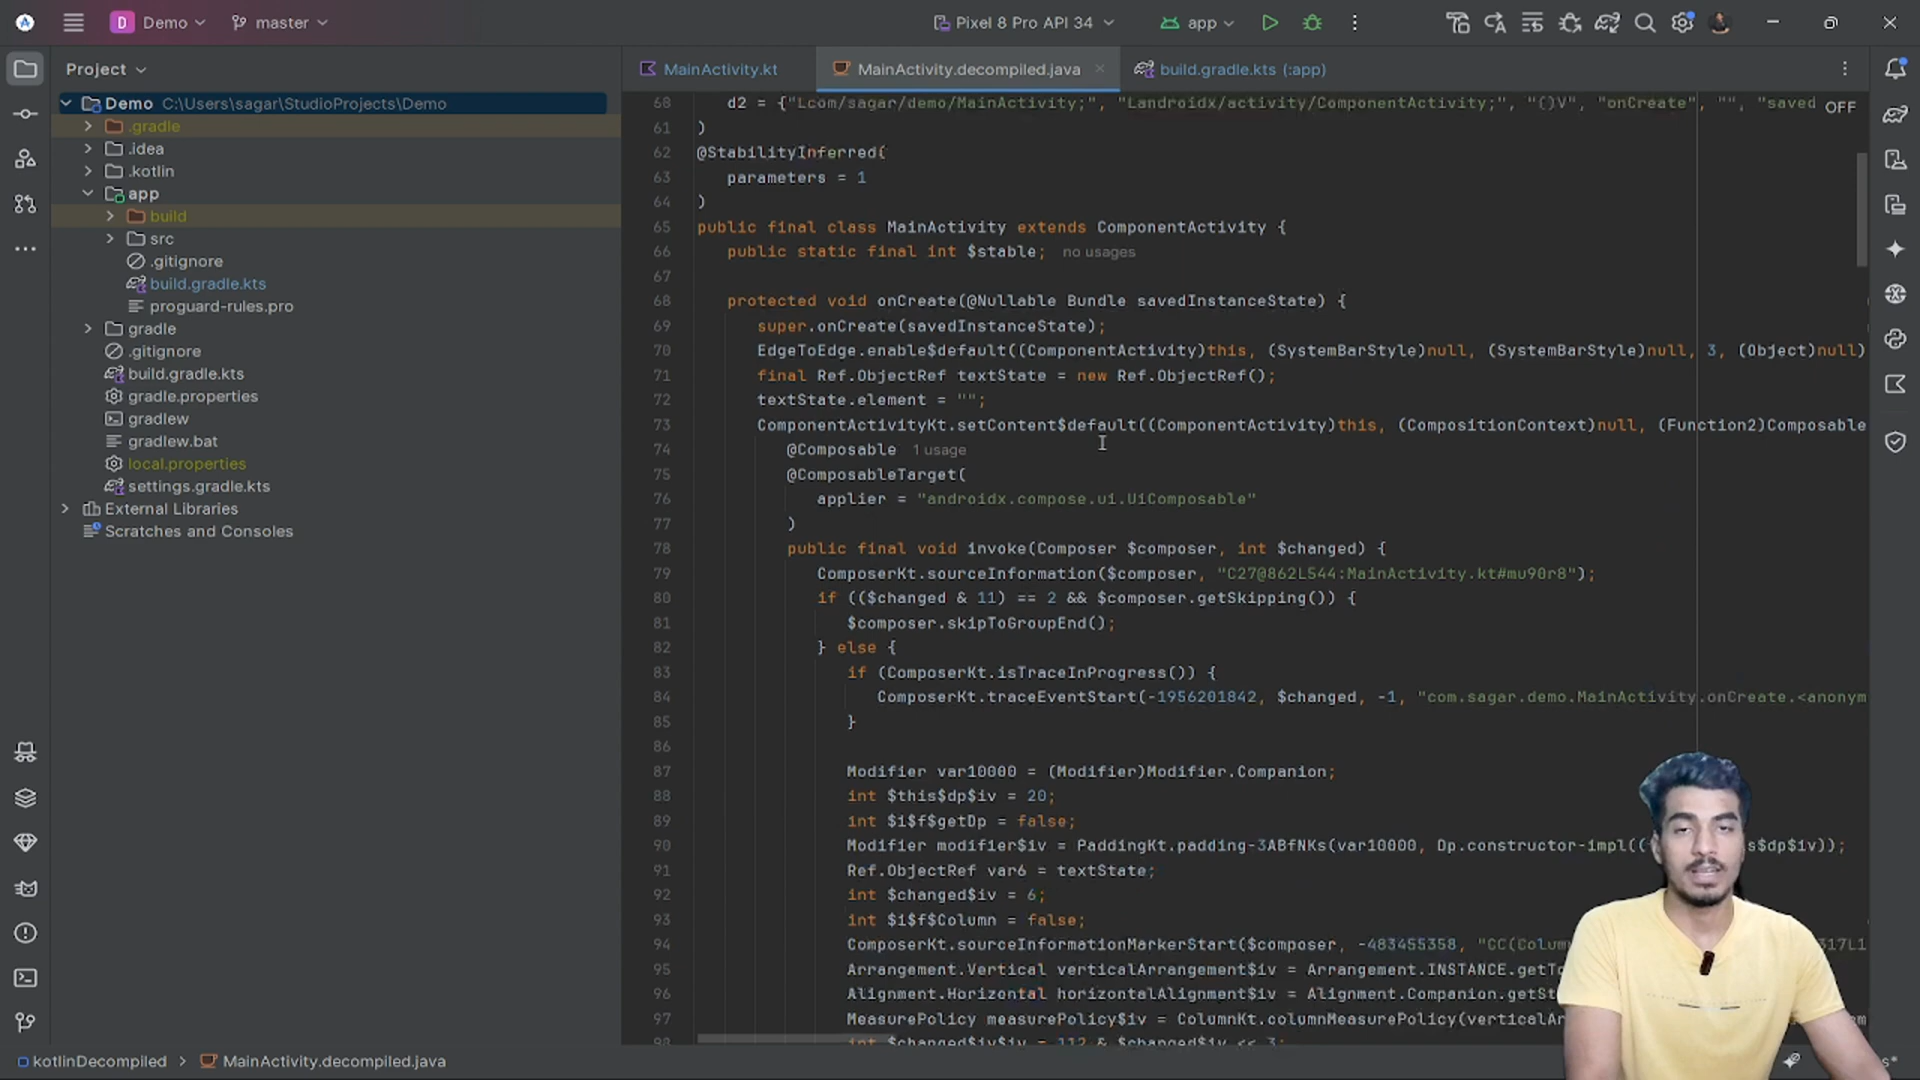 D Demo master Pixel 8 Pro API 34 app
Project
MainActivity.kt MainActivity.decompiled.java build.gradle.kts (:app)
Demo C:\Users\sagar\StudioProjects\Demo
.gradle
.idea
.kotlin
app
build
src
.gitignore
build.gradle.kts
proguard-rules.pro
gradle
.gitignore
build.gradle.kts
gradle.properties
gradlew
gradlew.bat
local.properties
settings.gradle.kts
External Libraries
Scratches and Consoles
d2 = {"Lcom/sagar/demo/MainActivity;", "Landroidx/activity/ComponentActivity;", "()V", "onCreate", "", "saved OFF
61 )
62 @StabilityInferred(
63 parameters = 1
64 )
65 public final class MainActivity extends ComponentActivity {
66 public static final int $stable; no usages
67
68 protected void onCreate(@Nullable Bundle savedInstanceState) {
69 super.onCreate(savedInstanceState);
70 EdgeToEdge.enable$default((ComponentActivity)this, (SystemBarStyle)null, (SystemBarStyle)null, 3, (Object)null)
71 final Ref.ObjectRef textState = new Ref.ObjectRef();
72 textState.element = "";
73 ComponentActivityKt.setContent$default((ComponentActivity)this, (CompositionContext)null, (Function2)Composable
74 @Composable 1 usage
75 @ComposableTarget(
76 applier = "androidx.compose.ui.UiComposable"
77 )
78 public final void invoke(Composer $composer, int $changed) {
79 ComposerKt.sourceInformation($composer, "C27@862L544:MainActivity.kt#mu90r8");
80 if (($changed & 11) == 2 && $composer.getSkipping()) {
81 $composer.skipToGroupEnd();
82 } else {
83 if (ComposerKt.isTraceInProgress()) {
84 ComposerKt.traceEventStart(-1956201842, $changed, -1, "com.sagar.demo.MainActivity.onCreate.<anonym
85 }
86
87 Modifier var10000 = (Modifier)Modifier.Companion;
88 int $this$dp$iv = 20;
89 int $i$f$getDp = false;
90 Modifier modifier$iv = PaddingKt.padding-3ABfNKs(var10000, Dp.constructor-impl(( s$dp$iv));
91 Ref.ObjectRef var6 = textState;
92 int $changed$iv = 6;
93 int $i$f$Column = false;
94 ComposerKt.sourceInformationMarkerStart($composer, -483455358, "CC(Colum 317L1
95 Arrangement.Vertical verticalArrangement$iv = Arrangement.INSTANCE.getTo
96 Alignment.Horizontal horizontalAlignment$iv = Alignment.Companion.getSt
97 MeasurePolicy measurePolicy$iv = ColumnKt.columnMeasurePolicy(verticalAr em
98 int $changed$iv$iv = 112 & $changed$iv << 3;
kotlinDecompiled > MainActivity.decompiled.java